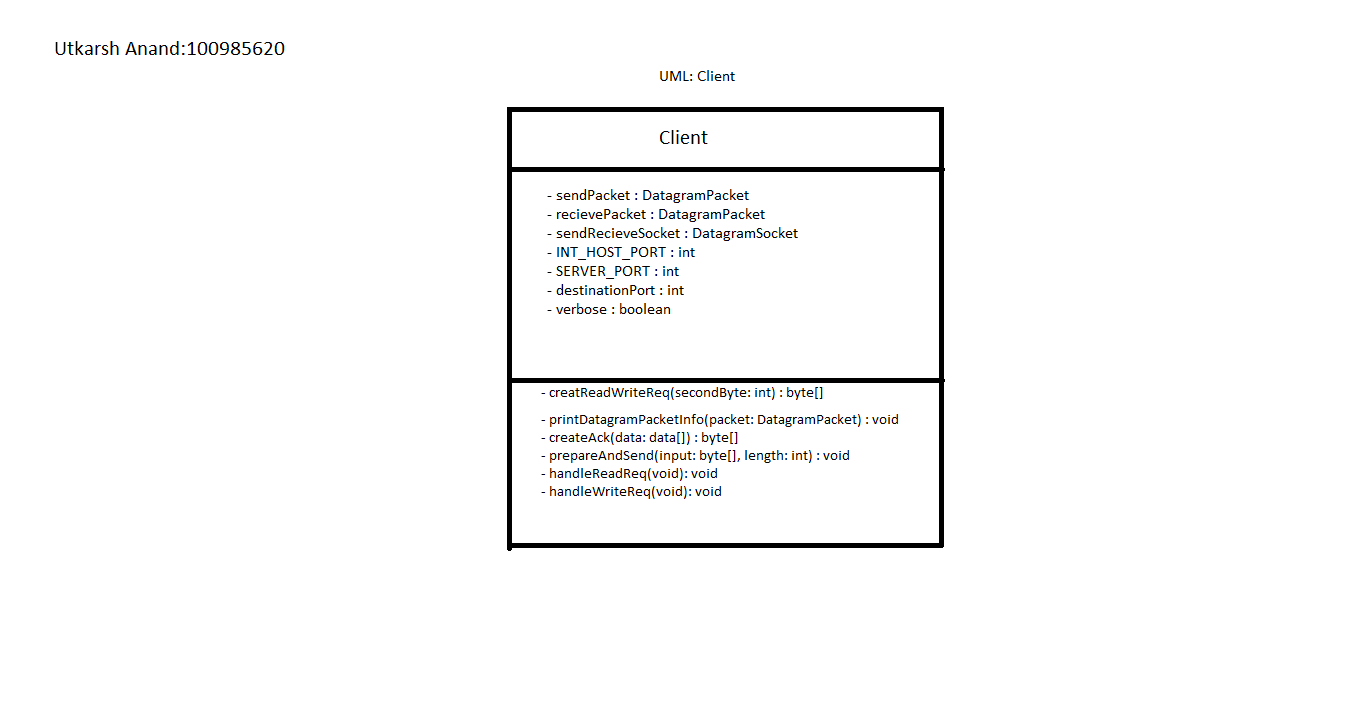 Utkarsh Anand:100985620
UML: Client
Client
- sendPacket : DatagramPacket
- recievePacket : DatagramPacket
- sendRecieveSocket : DatagramSocket
- INT_HOST_PORT : int
- SERVER_PORT : int
- destinationPort : int
- verbose : boolean
- creatReadWriteReq(secondByte: int) : byte[]
- printDatagramPacketInfo(packet: DatagramPacket) : void
- createAck(data: data[]) : byte[]
- prepareAndSend(input: byte[], length: int) : void
- handleReadReq(void): void
- handleWriteReq(void): void